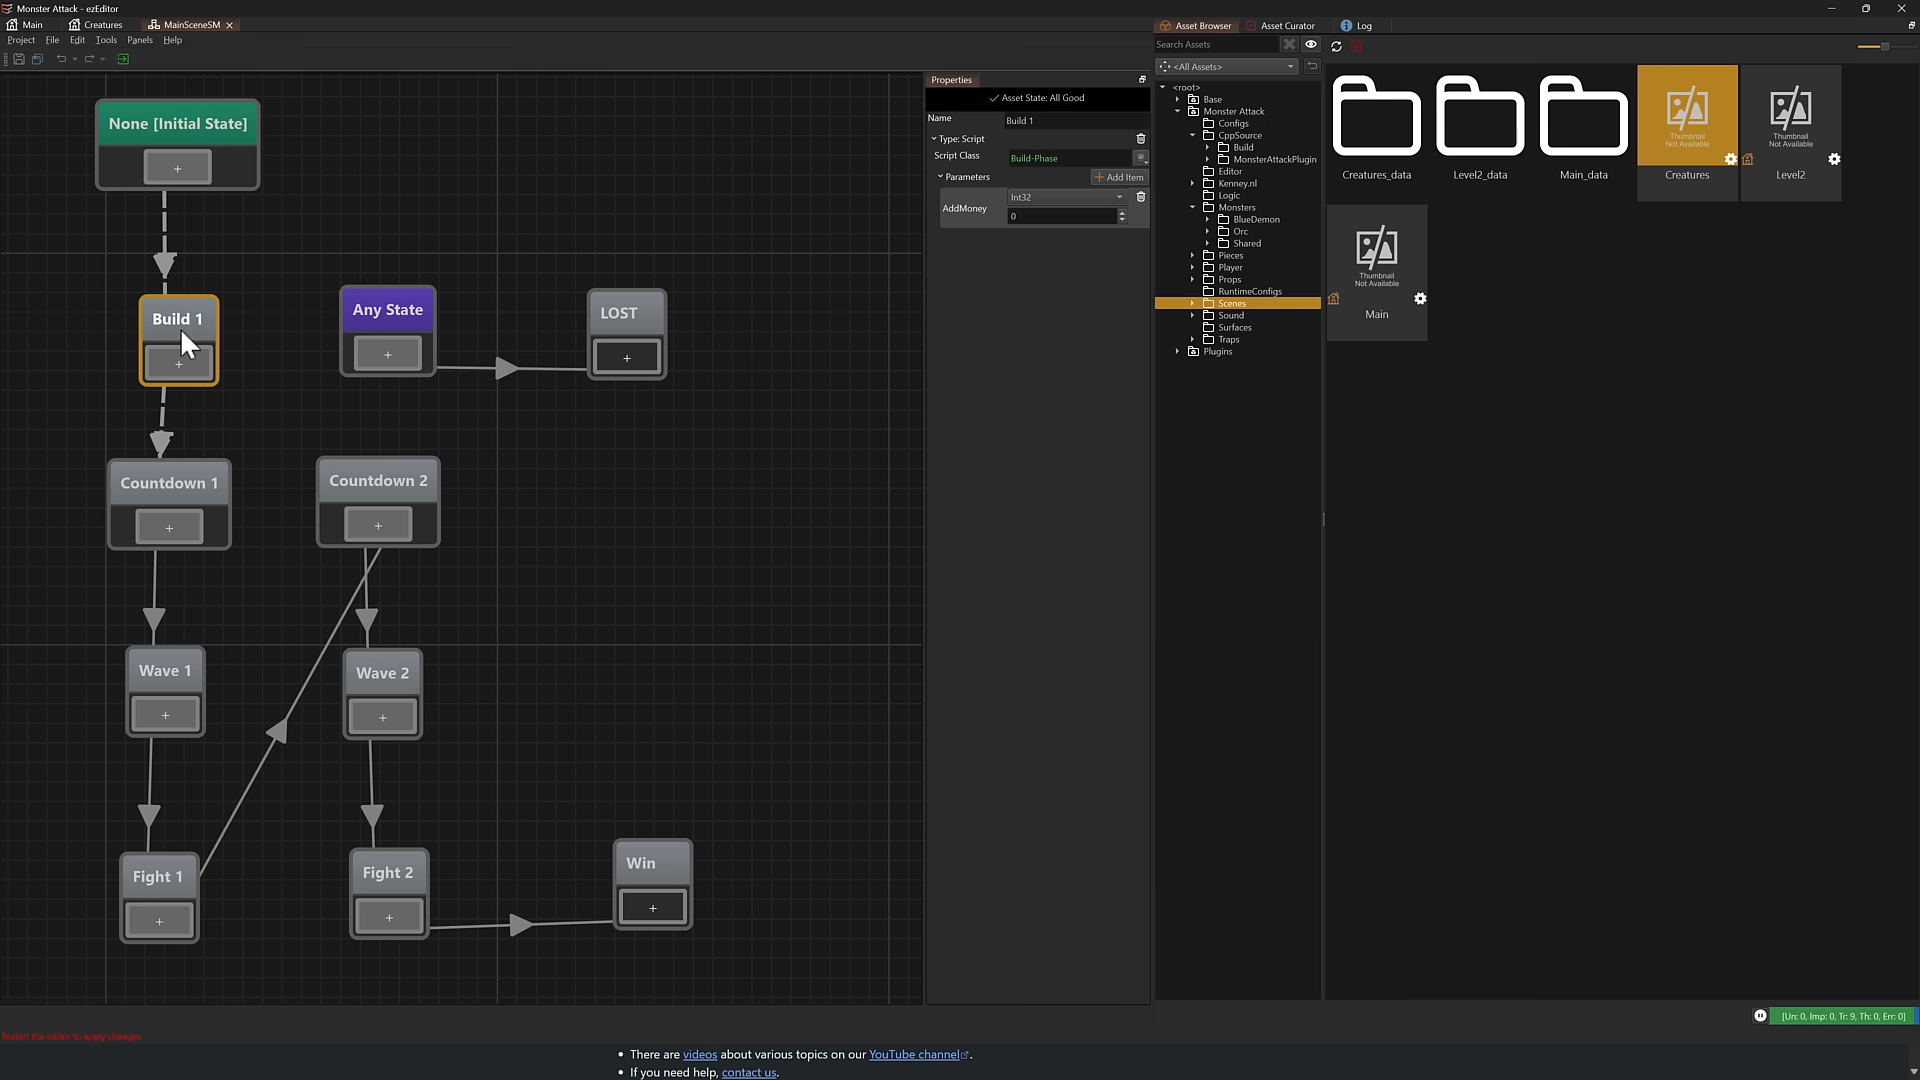 Monster Attack - ezEditor
Main
Creatures
MainSceneSM
Project File Edit Tools Panels Help
None [Initial State]
+
Build 1
+
Any State
+
LOST
+
Countdown 1
+
Countdown 2
+
Wave 1
+
Wave 2
+
Fight 1
+
Fight 2
+
Win
+
Properties
Asset State: All Good
Name
Build 1
Type: Script
Script Class
Build-Phase
Parameters
+ Add Item
AddMoney
Int32
0
Asset Browser
Asset Curator
Log
Search Assets
<All Assets>
<root>
Base
Monster Attack
Configs
CppSource
Build
MonsterAttackPlugin
Editor
Kenney.nl
Logic
Monsters
BlueDemon
Orc
Shared
Pieces
Player
Props
RuntimeConfigs
Scenes
Sound
Surfaces
Traps
Plugins
Creatures_data
Level2_data
Main_data
Thumbnail
Not Available
Creatures
Thumbnail
Not Available
Level2
Thumbnail
Not Available
Main
[Un: 0, Imp: 0, Tr: 9, Th: 0, Err: 0]
Restart the editor to apply changes.
• There are videos about various topics on our YouTube channel.
• If you need help, contact us.